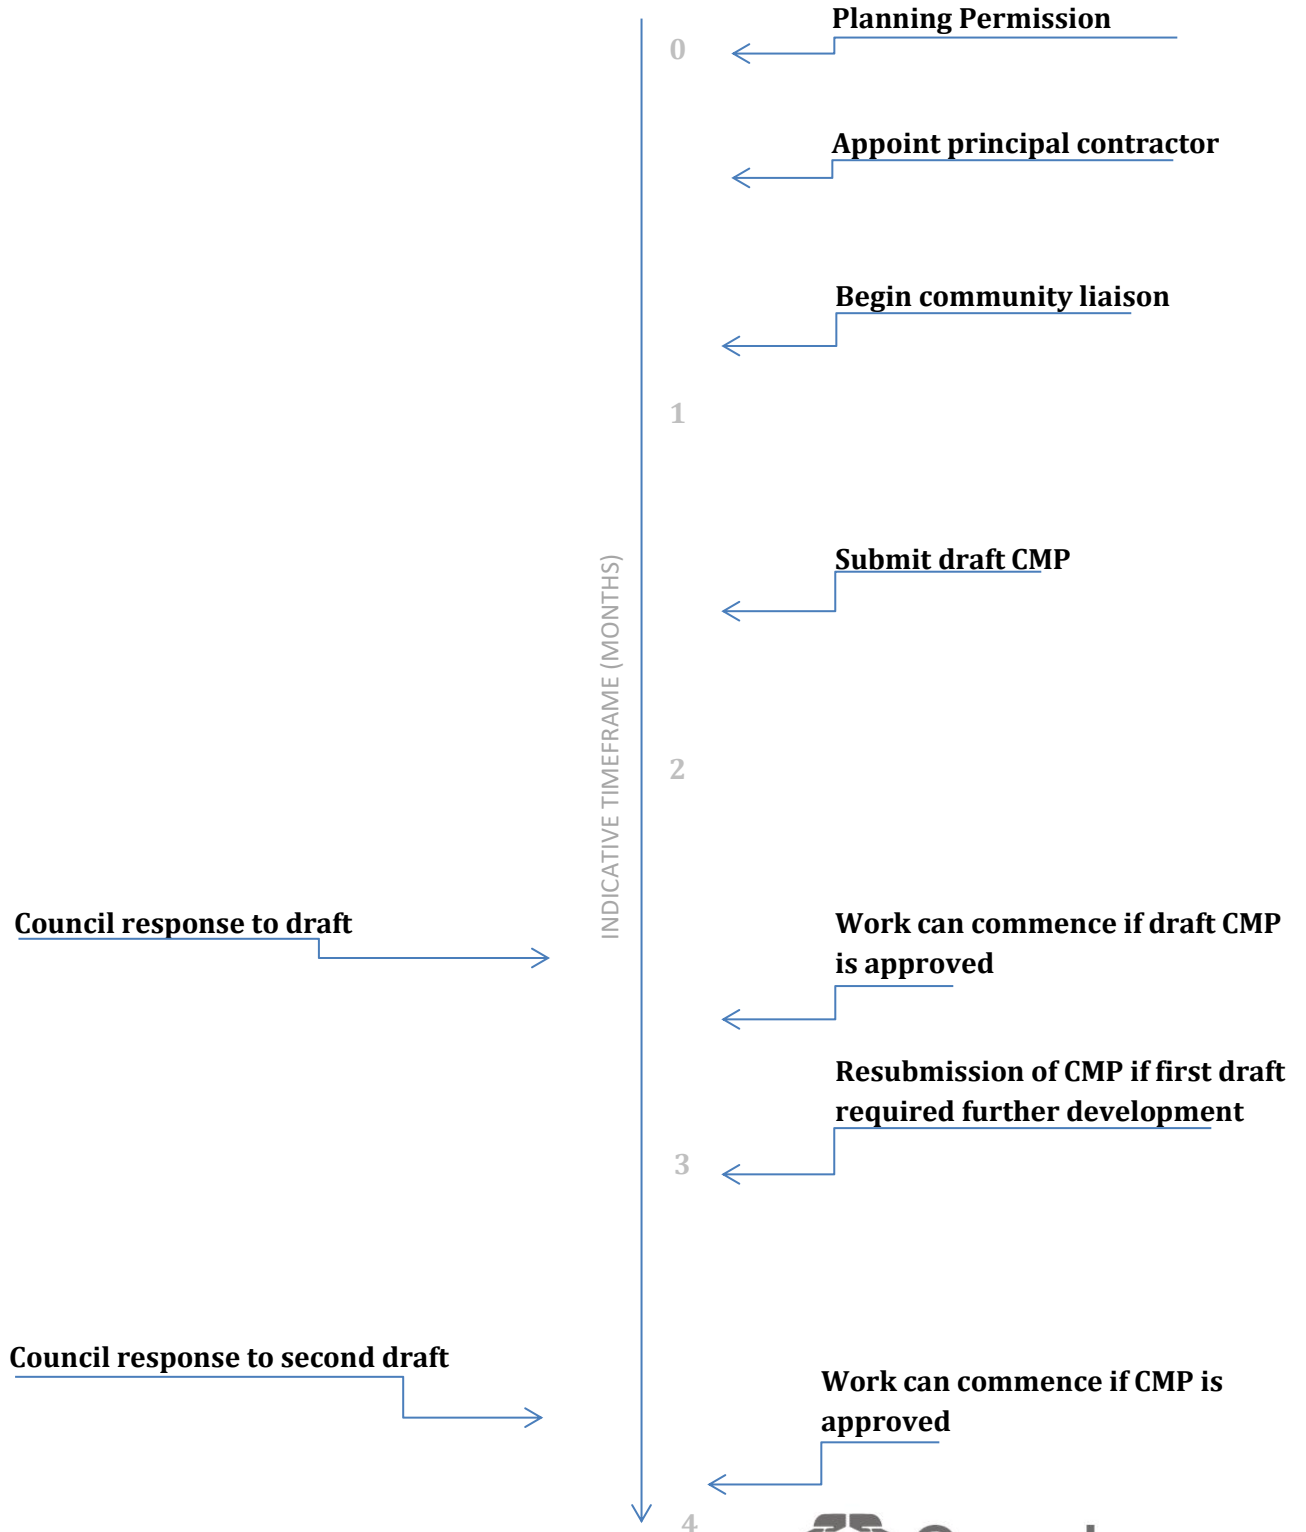 Planning Permission
0
Appoint principal contractor
Begin community liaison
1
Submit draft CMP
INDICATIVE TIMEFRAME (MONTHS)
2
Council response to draft
Work can commence if draft CMP
is approved
Resubmission of CMP if first draft
required further development
3
Council response to second draft
Work can commence if CMP is
approved
4